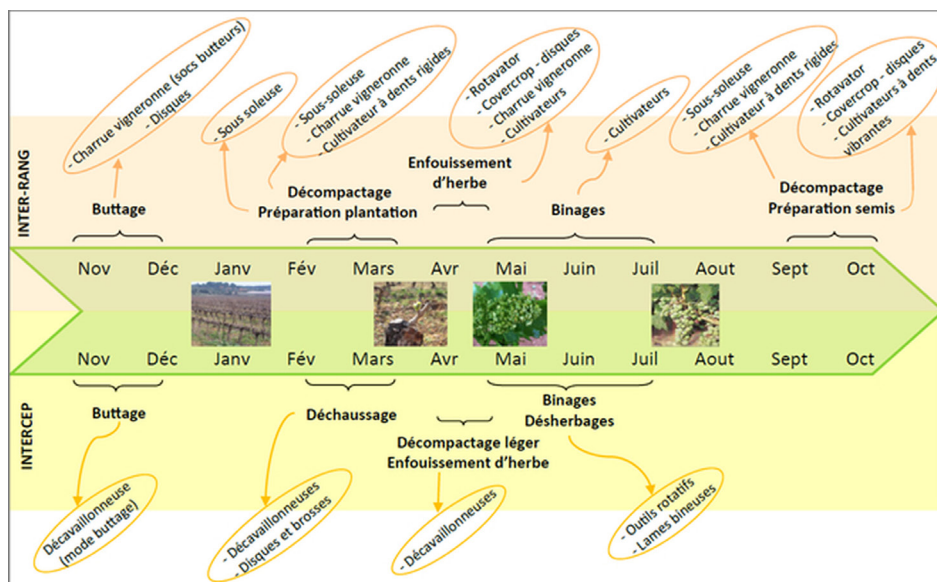 - Charrue vigneronne (socs butteurs)
- Disques
- Sous soleuse
- Sous-soleuse
- Charrue vigneronne
- Cultivateur à dents rigides
- Rotavator
- Covercrop - disques
- Charrue vigneronne
- Cultivateurs
- Cultivateurs
- Sous-soleuse
- Charrue vigneronne
- Cultivateur à dents rigides
- Rotavator
- Covercrop - disques
- Cultivateurs à dents
vibrantes
INTER-RANG
Buttage
Décompactage
Préparation plantation
Enfouissement
d'herbe
Binages
Décompactage
Préparation semis
Nov Déc Janv Fév Mars Avr Mai Juin Juil Aout Sept Oct
Nov Déc Janv Fév Mars Avr Mai Juin Juil Aout Sept Oct
INTERCEP
Buttage
Déchaussage
Décompactage léger
Enfouissement d'herbe
Binages
Désherbages
Décavaillonneuse
(mode buttage)
- Décavaillonneuses
- Disques et brosses
- Décavaillonneuses
- Outils rotatifs
- Lames bineuses